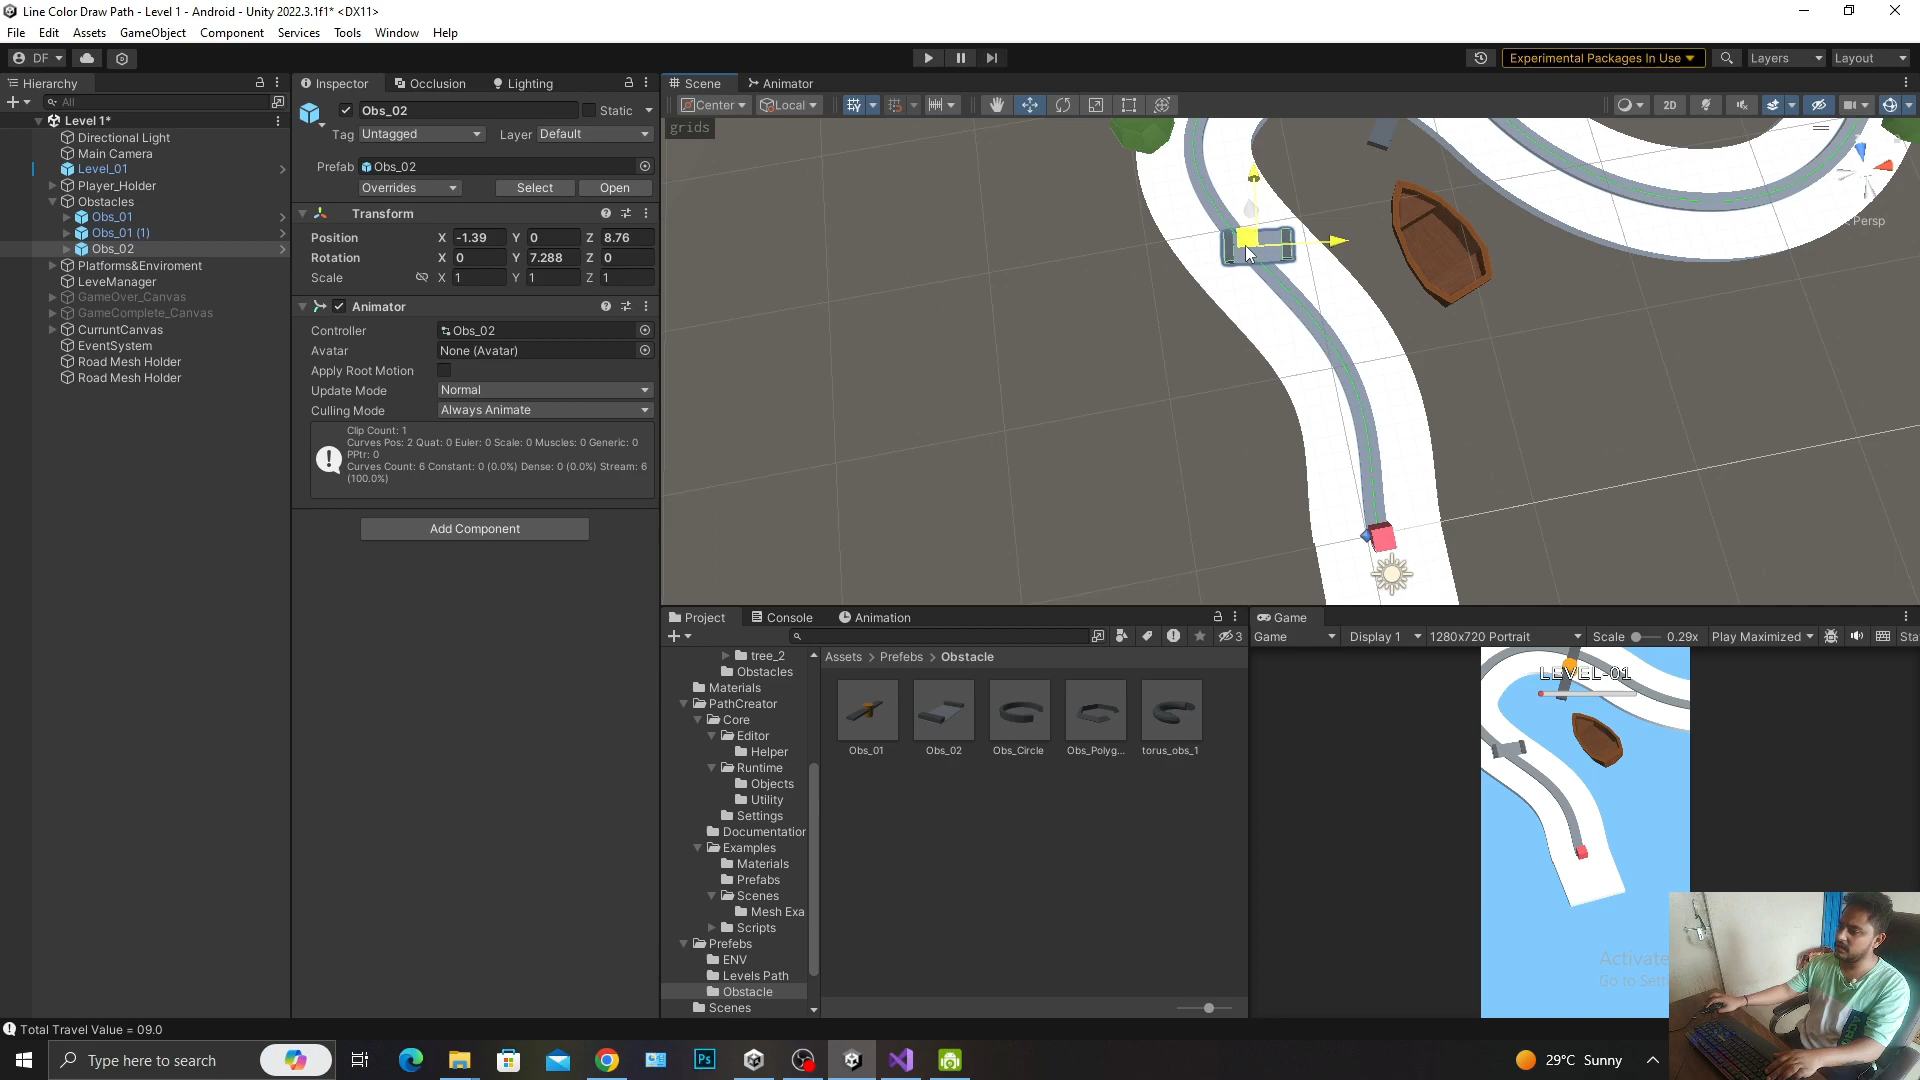 Line Color Draw Path - Level 1 - Android - Unity 2022.3.1f1* <DX11>
File Edit Assets GameObject Component Services Tools Window Help
DF Experimental Packages In Use Layers Layout
Hierarchy
All
Level 1*
Directional Light
Main Camera
Level_01
Player_Holder
Obstacles
Obs_01
Obs_01 (1)
Obs_02
Platforms&Enviroment
LeveManager
GameOver_Canvas
GameComplete_Canvas
CurruntCanvas
EventSystem
Road Mesh Holder
Road Mesh Holder
Inspector Occlusion Lighting
Obs_02 Static
Tag Untagged Layer Default
Prefab Obs_02
Overrides Select Open
Transform
Position X -1.39 Y 0 Z 8.76
Rotation X 0 Y 7.288 Z 0
Scale X 1 Y 1 Z 1
Animator
Controller Obs_02
Avatar None (Avatar)
Apply Root Motion
Update Mode Normal
Culling Mode Always Animate
Clip Count: 1
Curves Pos: 2 Quat: 0 Euler: 0 Scale: 0 Muscles: 0 Generic: 0
PPtr: 0
Curves Count: 6 Constant: 0 (0.0%) Dense: 0 (0.0%) Stream: 6
(100.0%)
Add Component
Scene Animator
Center Local 2D
grids
Persp
Project Console Animation
3
tree_2
Obstacles
Materials
PathCreator
Core
Editor
Helper
Runtime
Objects
Utility
Settings
Documentation
Examples
Materials
Prefabs
Scenes
Mesh Exa
Scripts
Prefebs
ENV
Levels Path
Obstacle
Scenes
Assets > Prefebs > Obstacle
Obs_01 Obs_02 Obs_Circle Obs_Polyg... torus_obs_1
Game
Game Display 1 1280x720 Portrait Scale 0.29x Play Maximized Sta
LEVEL-01
Activate
Go to Sett
Total Travel Value = 09.0
Type here to search
Ps
29°C Sunny